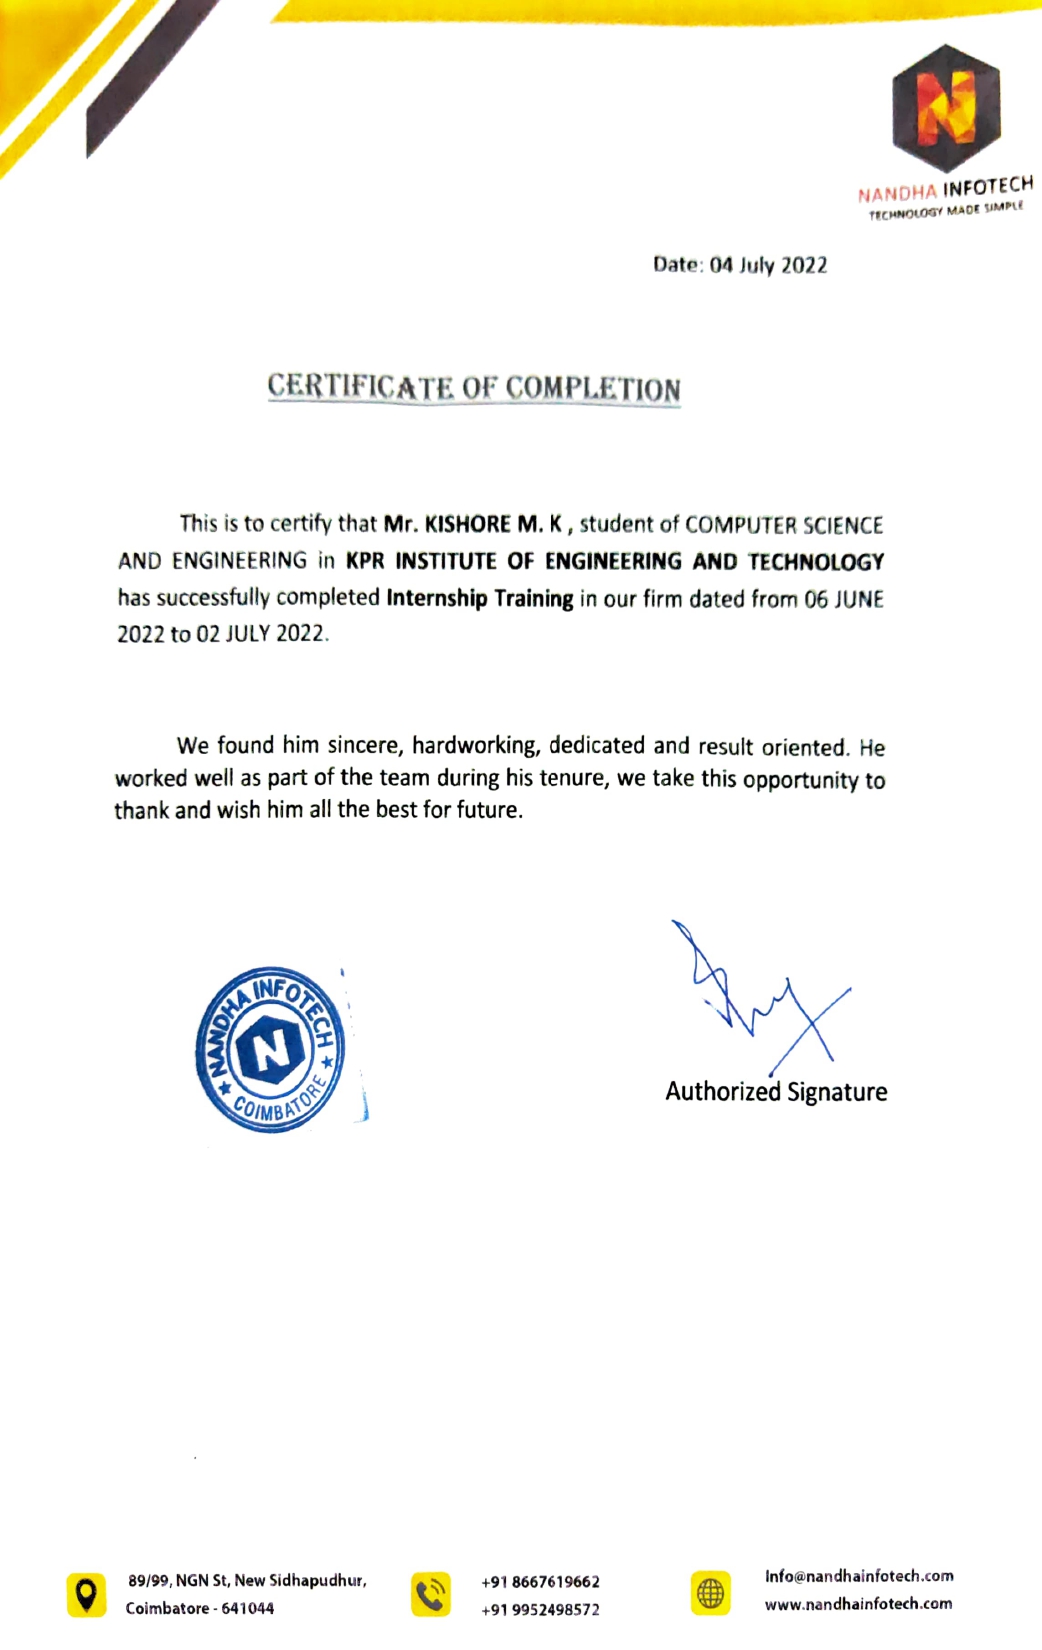 N
NANDHA INFOTECH
TECHNOLOGY MADE SIMPLE
Date: 04 July 2022
CERTIFICATE OF COMPLETION
This is to certify that Mr. KISHORE M. K , student of COMPUTER SCIENCE
AND ENGINEERING in KPR INSTITUTE OF ENGINEERING AND TECHNOLOGY
has successfully completed Internship Training in our firm dated from 06 JUNE
2022 to 02 JULY 2022.
We found him sincere, hardworking, dedicated and result oriented. He
worked well as part of the team during his tenure, we take this opportunity to
thank and wish him all the best for future.
NANDHA INFOTECH
N
★ COIMBATORE ★
Authorized Signature
89/99, NGN St, New Sidhapudhur,
Coimbatore - 641044
+91 8667619662
+91 9952498572
Info@nandhainfotech.com
www.nandhainfotech.com